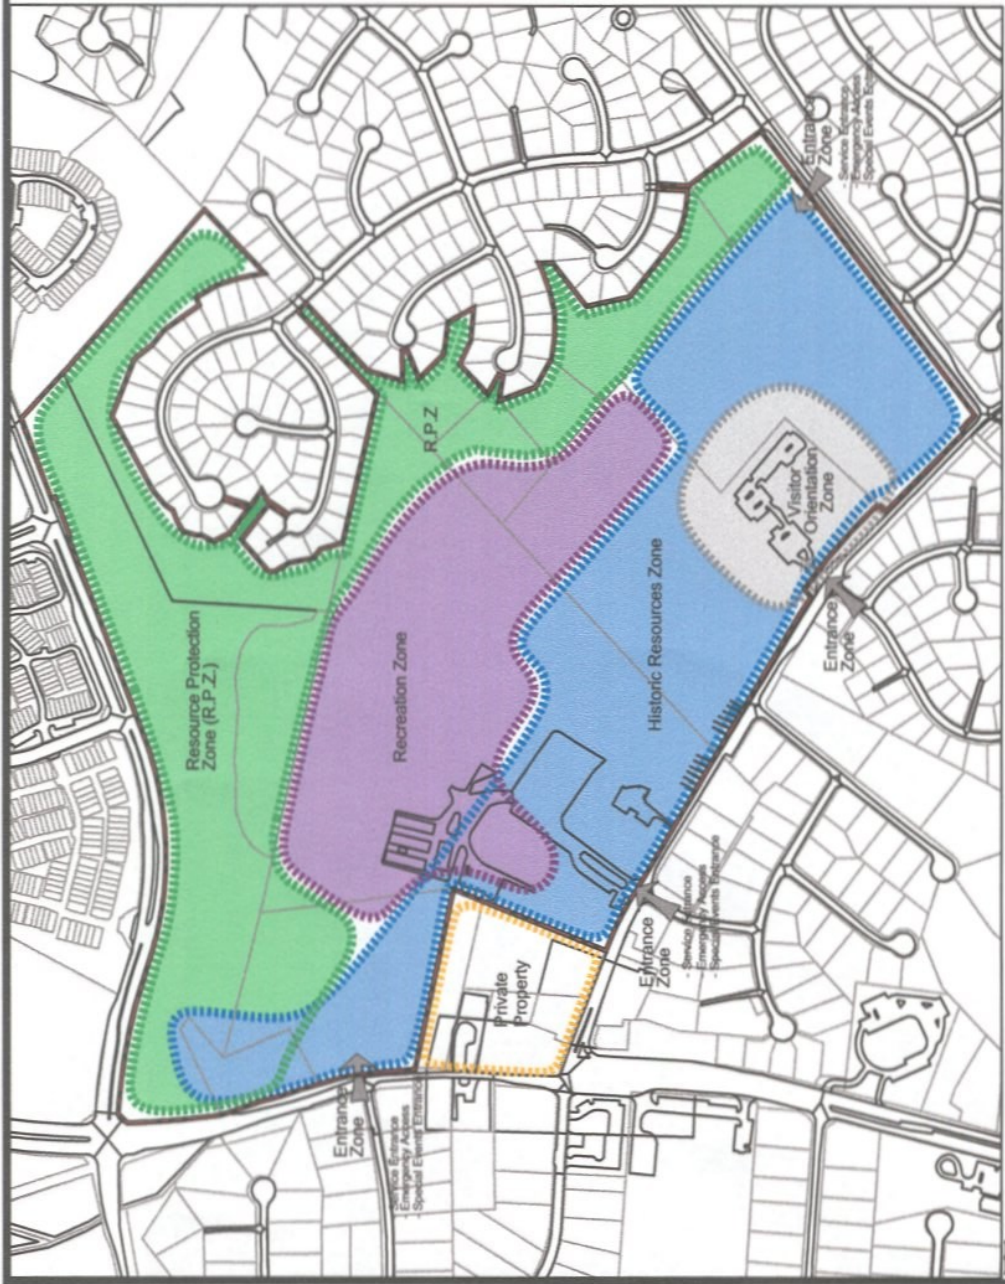 Resource Protection
Zone (R.P.Z.)
R.P.Z
Recreation Zone
Historic Resources Zone
Visitor
Orientation
Zone
Private
Property
Entrance
Zone
- Service Entrance
- Emergency Access
- Special Events Entrance
Entrance
Zone
Entrance
Zone
- Service Entrance
- Emergency Access
- Special Events Entrance
Entrance
Zone
- Service Entrance
- Emergency Access
- Special Events Entrance